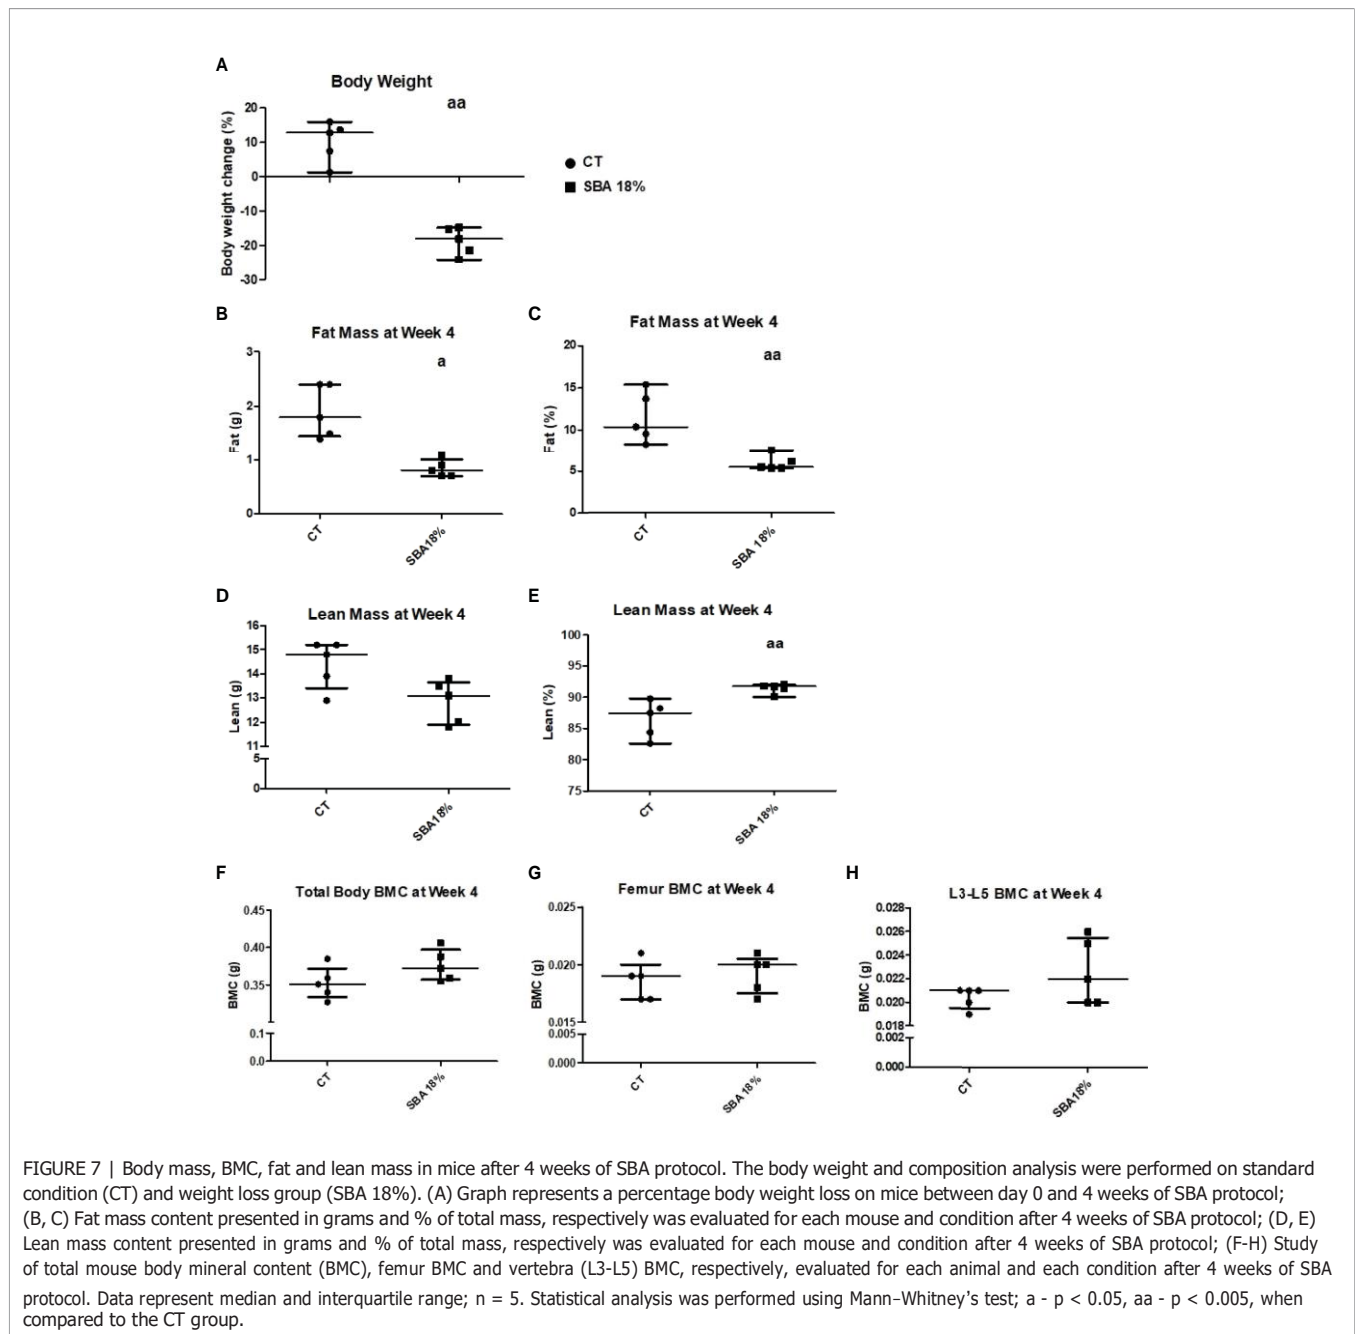 A
Body Weight
aa
Body weight change (%)
20
10
0
-10
-20
-30
CT
SBA 18%
B
Fat Mass at Week 4
a
Fat (g)
3
2
1
0
CT
SBA18%
C
Fat Mass at Week 4
aa
Fat (%)
20
15
10
5
0
CT
SBA 18%
D
Lean Mass at Week 4
Lean (g)
16
15
14
13
12
11
5
0
CT
SBA18%
E
Lean Mass at Week 4
aa
Lean (%)
100
95
90
85
80
75
CT
SBA 18%
F
Total Body BMC at Week 4
BMC (g)
0.45
0.40
0.35
0.1
0.0
CT
SBA 18%
G
Femur BMC at Week 4
BMC (g)
0.025
0.020
0.015
0.005
0.000
CT
SBA 18%
H
L3-L5 BMC at Week 4
BMC (g)
0.028
0.026
0.024
0.022
0.020
0.018
0.002
0.000
CT
SBA18%
FIGURE 7 | Body mass, BMC, fat and lean mass in mice after 4 weeks of SBA protocol. The body weight and composition analysis were performed on standard
condition (CT) and weight loss group (SBA 18%). (A) Graph represents a percentage body weight loss on mice between day 0 and 4 weeks of SBA protocol;
(B, C) Fat mass content presented in grams and % of total mass, respectively was evaluated for each mouse and condition after 4 weeks of SBA protocol; (D, E)
Lean mass content presented in grams and % of total mass, respectively was evaluated for each mouse and condition after 4 weeks of SBA protocol; (F-H) Study
of total mouse body mineral content (BMC), femur BMC and vertebra (L3-L5) BMC, respectively, evaluated for each animal and each condition after 4 weeks of SBA
protocol. Data represent median and interquartile range; n = 5. Statistical analysis was performed using Mann–Whitney's test; a - p < 0.05, aa - p < 0.005, when
compared to the CT group.